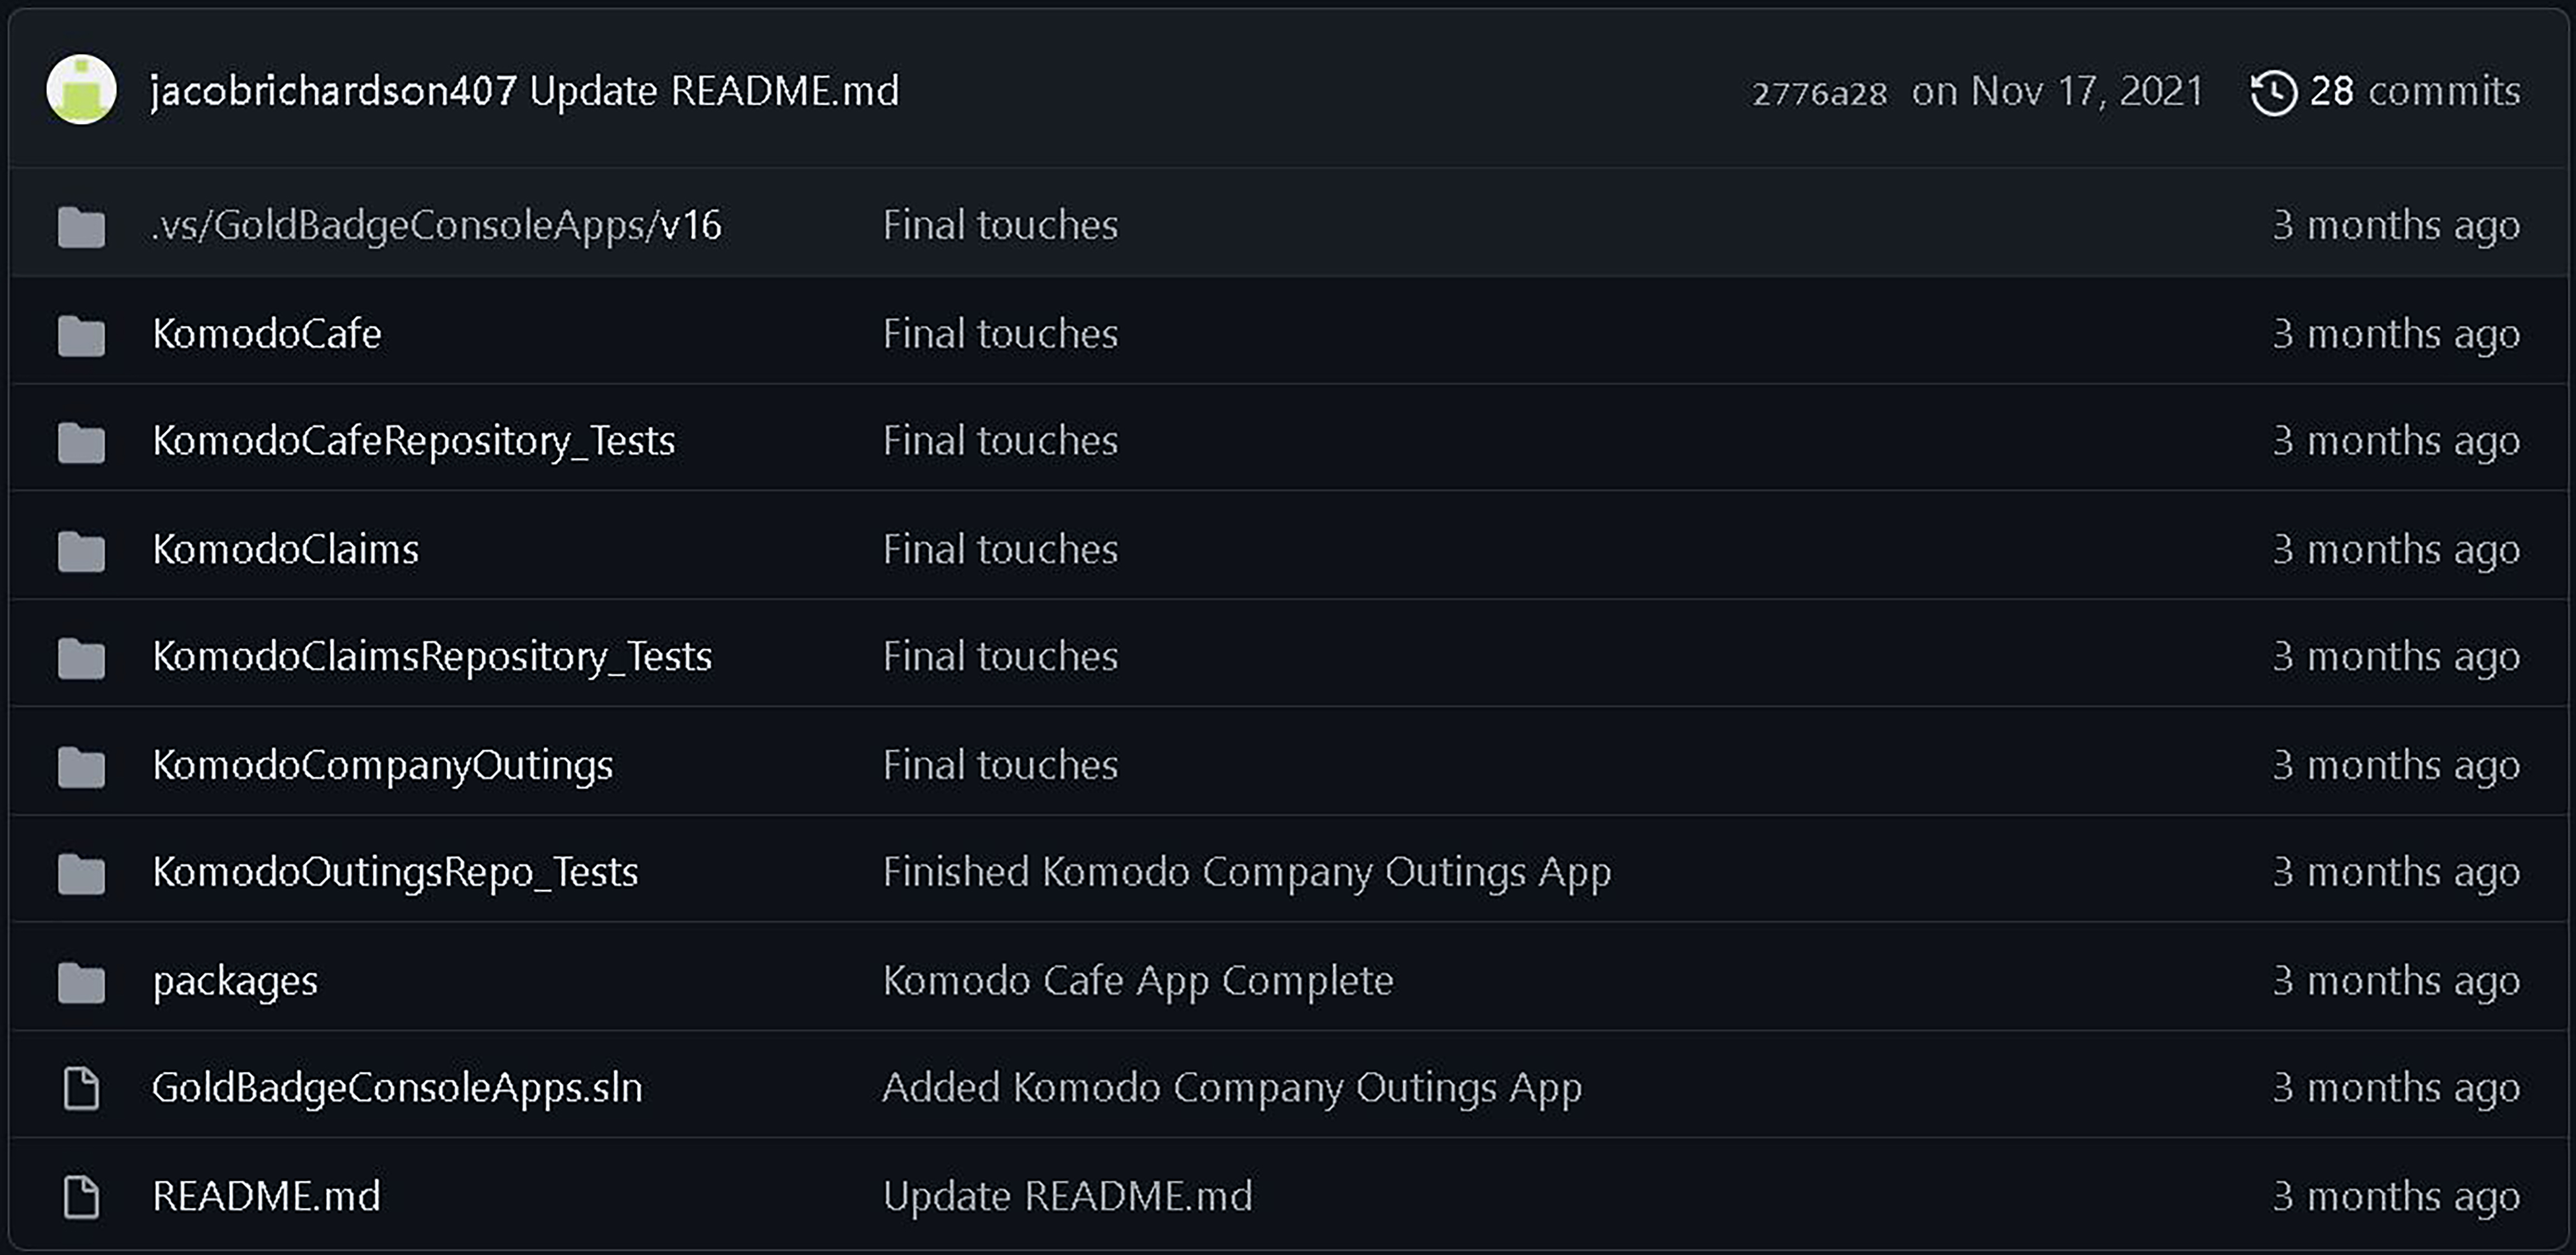 jacobrichardson407 Update README.md 2776a28 on Nov 17, 2021 28 commits
.vs/GoldBadgeConsoleApps/v16 Final touches 3 months ago
KomodoCafe Final touches 3 months ago
KomodoCafeRepository_Tests Final touches 3 months ago
KomodoClaims Final touches 3 months ago
KomodoClaimsRepository_Tests Final touches 3 months ago
KomodoCompanyOutings Final touches 3 months ago
KomodoOutingsRepo_Tests Finished Komodo Company Outings App 3 months ago
packages Komodo Cafe App Complete 3 months ago
GoldBadgeConsoleApps.sln Added Komodo Company Outings App 3 months ago
README.md Update README.md 3 months ago